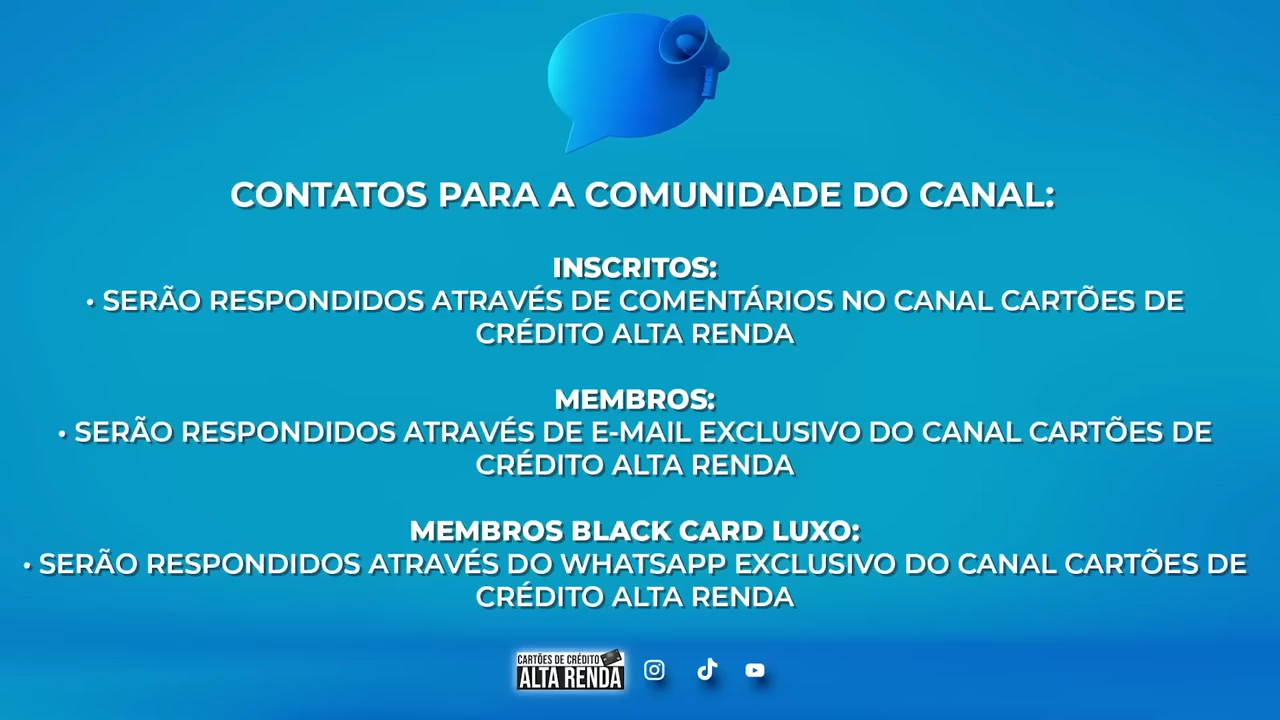 CONTATOS PARA A COMUNIDADE DO CANAL:
INSCRITOS:
• SERÃO RESPONDIDOS ATRAVÉS DE COMENTÁRIOS NO CANAL CARTÕES DE
CRÉDITO ALTA RENDA
MEMBROS:
• SERÃO RESPONDIDOS ATRAVÉS DE E-MAIL EXCLUSIVO DO CANAL CARTÕES DE
CRÉDITO ALTA RENDA
MEMBROS BLACK CARD LUXO:
• SERÃO RESPONDIDOS ATRAVÉS DO WHATSAPP EXCLUSIVO DO CANAL CARTÕES DE
CRÉDITO ALTA RENDA
CARTÕES DE CRÉDITO
ALTA RENDA